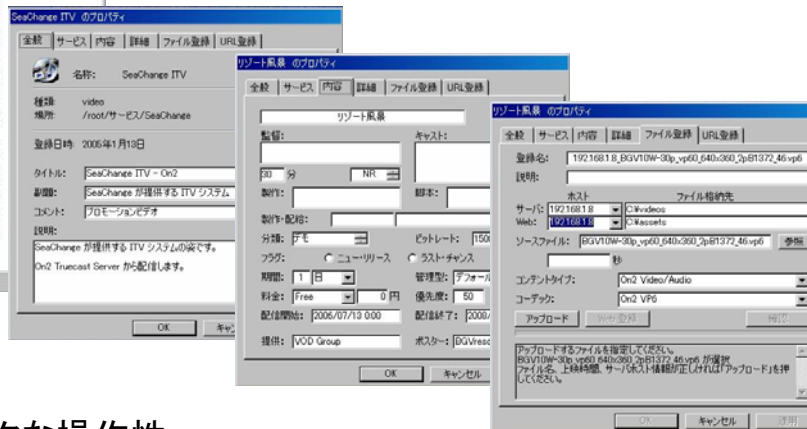 SeaChange ITV のプロパティ
全般 サービス 内容 詳細 ファイル登録 URL登録
名称: SeaChange ITV
種類: video
場所: /root/サービス/SeaChange
登録日時: 2005年1月13日
タイトル: SeaChange ITV - On2
副題: SeaChange が提供する ITV システム
コメント: プロモーションビデオ
説明:
SeaChange が提供する ITV システムの姿です。
On2 Truecast Server から配信します。
OK
リゾート風景 のプロパティ
全般 サービス 内容 詳細 ファイル登録 URL登録
リゾート風景
監督: キャスト:
30 分 NR
製作: 脚本:
製作・配給:
分類: デモ ビットレート:
フラグ: ニュー・リリース ラスト・チャンス
期間: 1 日 管理型:
料金: Free 0 円 優先度: 50
配信開始: 2006/07/13 0:00 配信終了:
提供: VOD Group ポスター:
OK キャンセル
リゾート風景 のプロパティ
全般 サービス 内容 詳細 ファイル登録 URL登録
登録名: 192.168.1.8_BGV10W-30p_vp60_640x360_2pB1372_46.vp6
説明:
ホスト ファイル格納先
サーバ: 192.168.1.8 C:¥videos
Web: 192.168.1.8 C:¥assets
ソースファイル: BGV10W-30p_vp60_640x360_2pB1372_46.vp6 参照
秒
コンテントタイプ: On2 Video/Audio
コーデック: On2 VP6
アップロード Web 登録 確認
アップロードするファイルを指定してください。
BGV10W-30p_vp60_640x360_2pB1372_46.vp6 が選択
ファイル名、上映時間、サーバホスト情報が正しければ「アップロード」を押
してください。
OK キャンセル 適用
な操作性